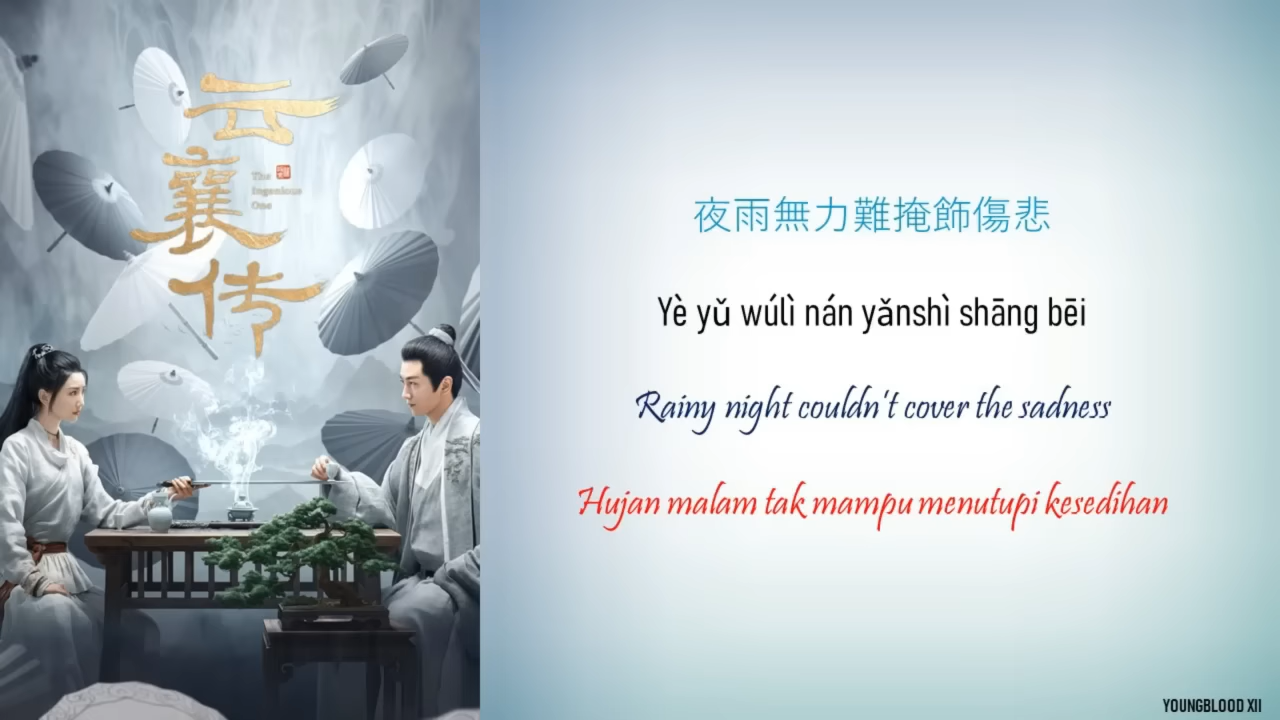 云
襄
传
The
Ingenious
One
夜雨無力難掩飾傷悲
Yè yǔ wúlì nán yǎnshì shāng bēi
Rainy night couldn't cover the sadness
Hujan malam tak mampu menutupi kesedihan
YOUNGBLOOD XII